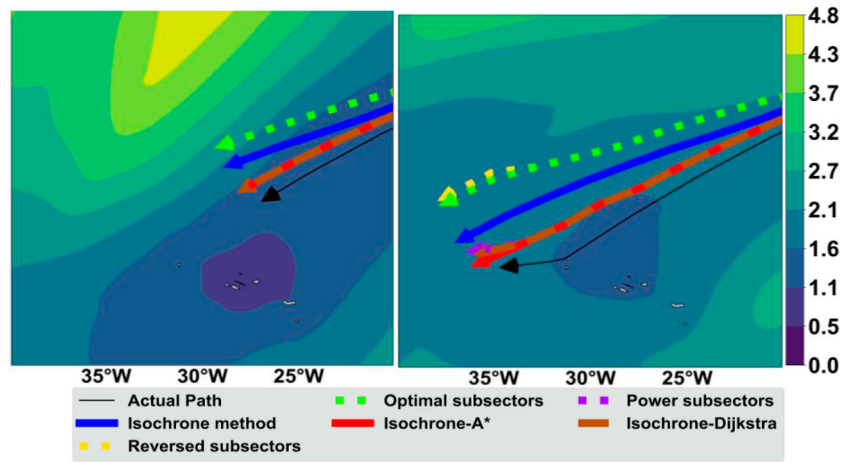 4.8
4.3
3.7
3.2
2.7
2.1
1.6
1.1
0.5
0.0
35°W 30°W 25°W 35°W 30°W 25°W
Actual Path Optimal subsectors Power subsectors
Isochrone method Isochrone-A* Isochrone-Dijkstra
Reversed subsectors